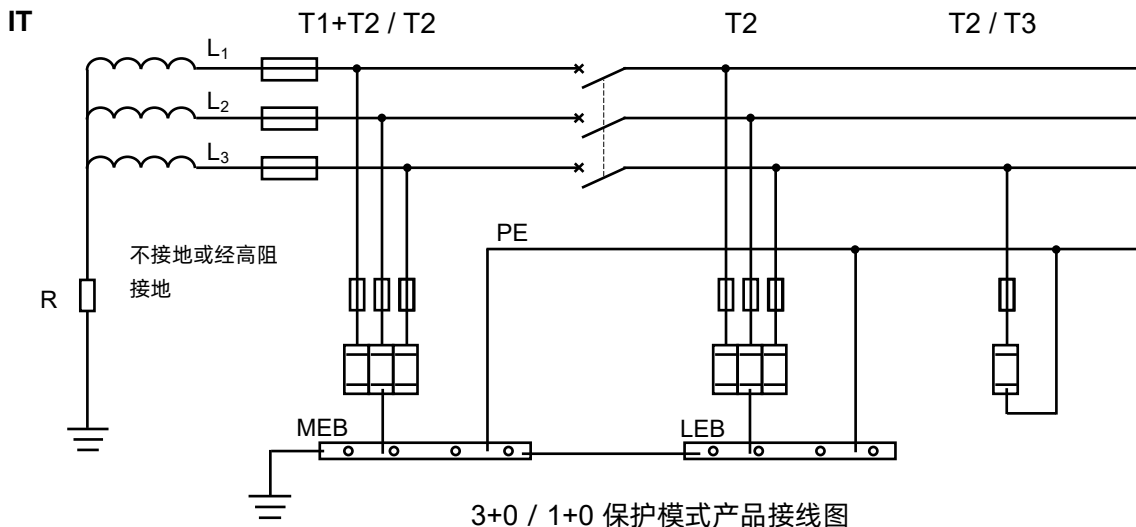 IT
T1+T2 / T2
T2
T2 / T3
L₁
L₂
L₃
PE
不接地或经高阻
接地
R
MEB
LEB
3+0 / 1+0 保护模式产品接线图